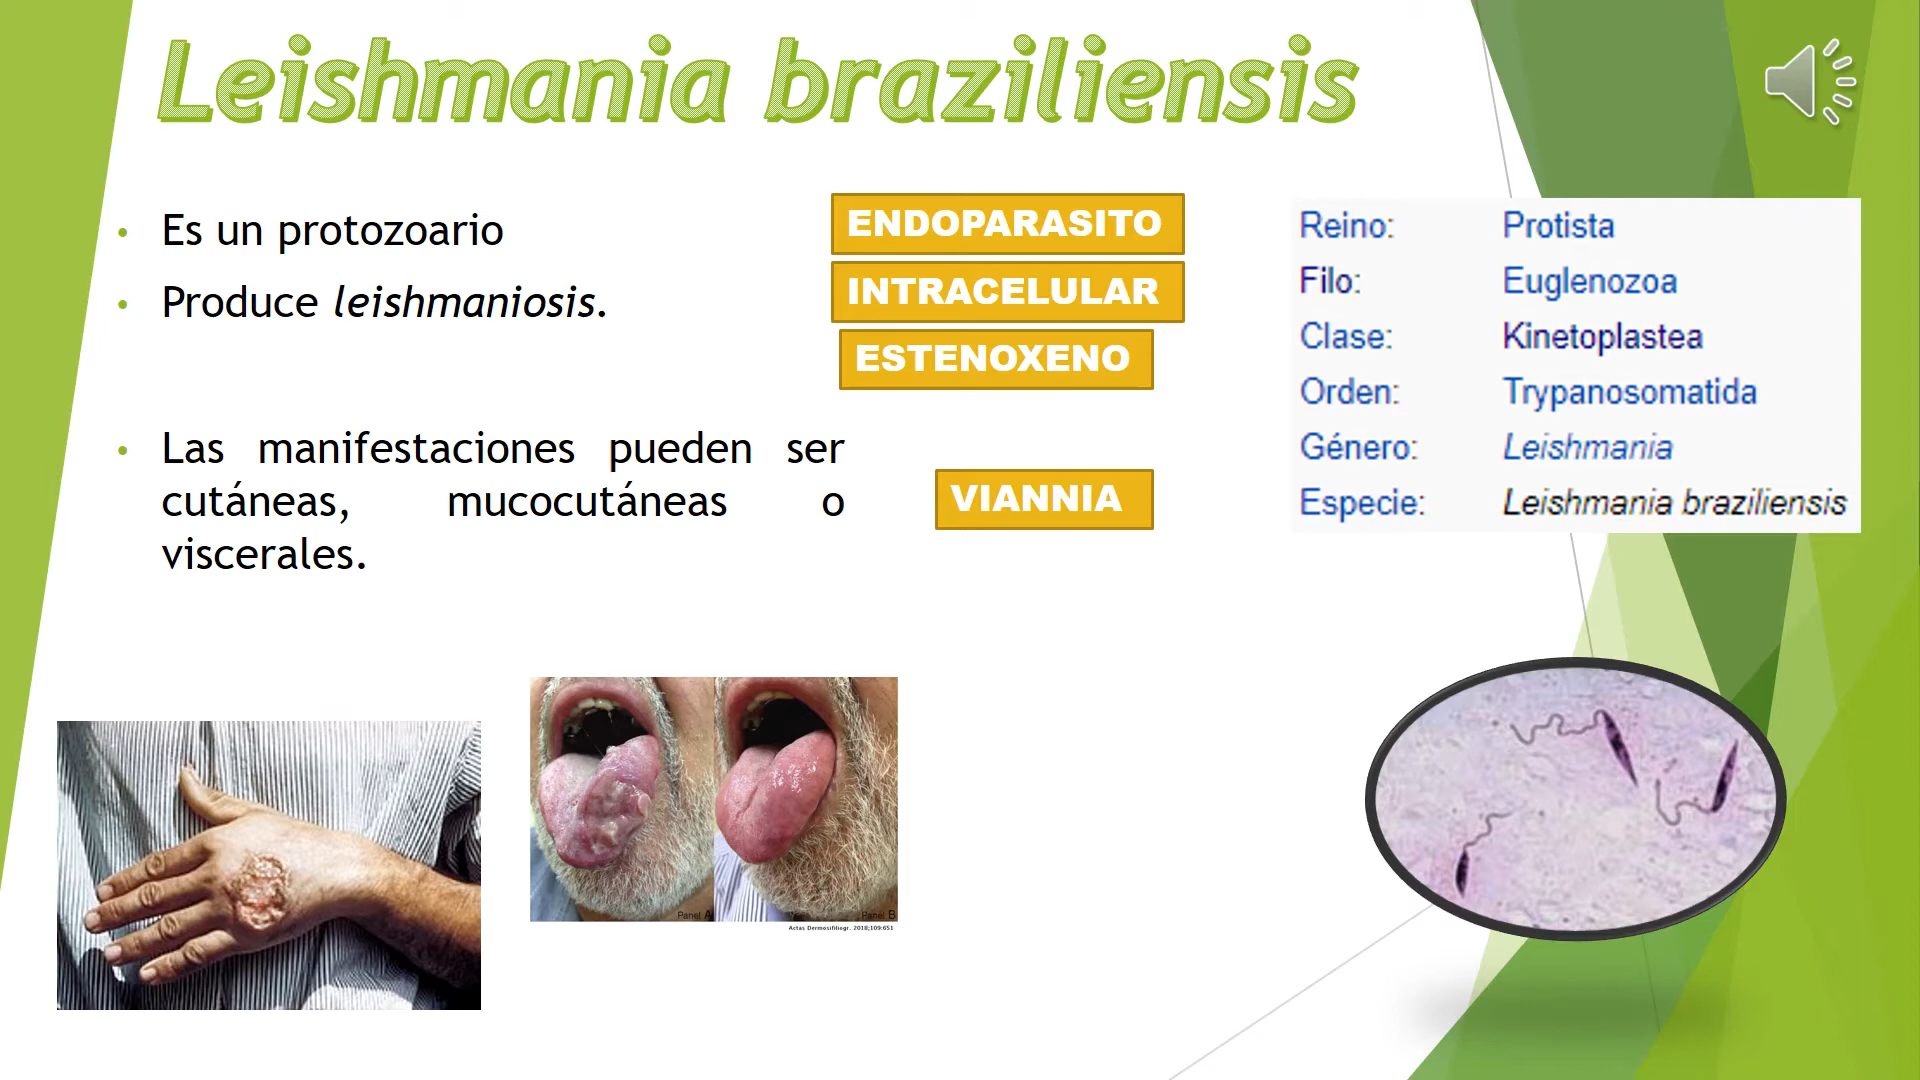 Leishmania braziliensis
Es un protozoario
Produce leishmaniosis.
Las manifestaciones pueden ser
cutáneas, mucocutáneas o
viscerales.
ENDOPARASITO
INTRACELULAR
ESTENOXENO
VIANNIA
Reino: Protista
Filo: Euglenozoa
Clase: Kinetoplastea
Orden: Trypanosomatida
Género: Leishmania
Especie: Leishmania braziliensis
Panel A
Panel B
Actas Dermosifiliogr. 2018;109:651